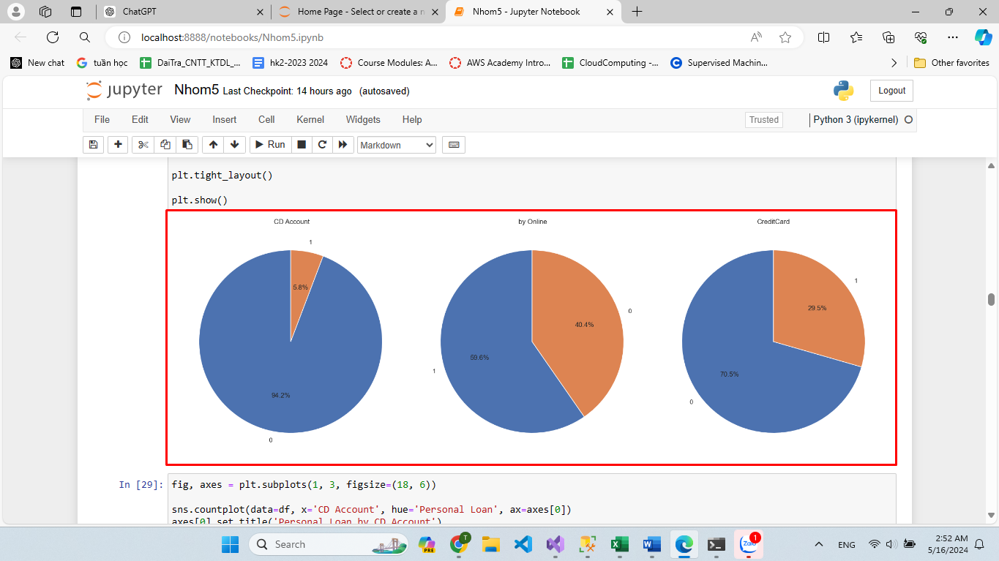 ChatGPT
Home Page - Select or create a n
Nhom5 - Jupyter Notebook
localhost:8888/notebooks/Nhom5.ipynb
New chat
tuần học
DaiTra_CNTT_KTDL_...
hk2-2023 2024
Course Modules: A...
AWS Academy Intro...
CloudComputing -...
Supervised Machin...
Other favorites
jupyter Nhom5 Last Checkpoint: 14 hours ago (autosaved)
Logout
File Edit View Insert Cell Kernel Widgets Help
Trusted
Python 3 (ipykernel)
Run
Markdown
plt.tight_layout()
plt.show()
CD Account
1
5.8%
94.2%
0
by Online
0
40.4%
59.6%
1
CreditCard
1
29.5%
70.5%
0
In [29]:
fig, axes = plt.subplots(1, 3, figsize=(18, 6))
sns.countplot(data=df, x='CD Account', hue='Personal Loan', ax=axes[0])
axes[0].set_title('Personal Loan by CD Account')
Search
PRE
T
Zalo
1
ENG
2:52 AM
5/16/2024